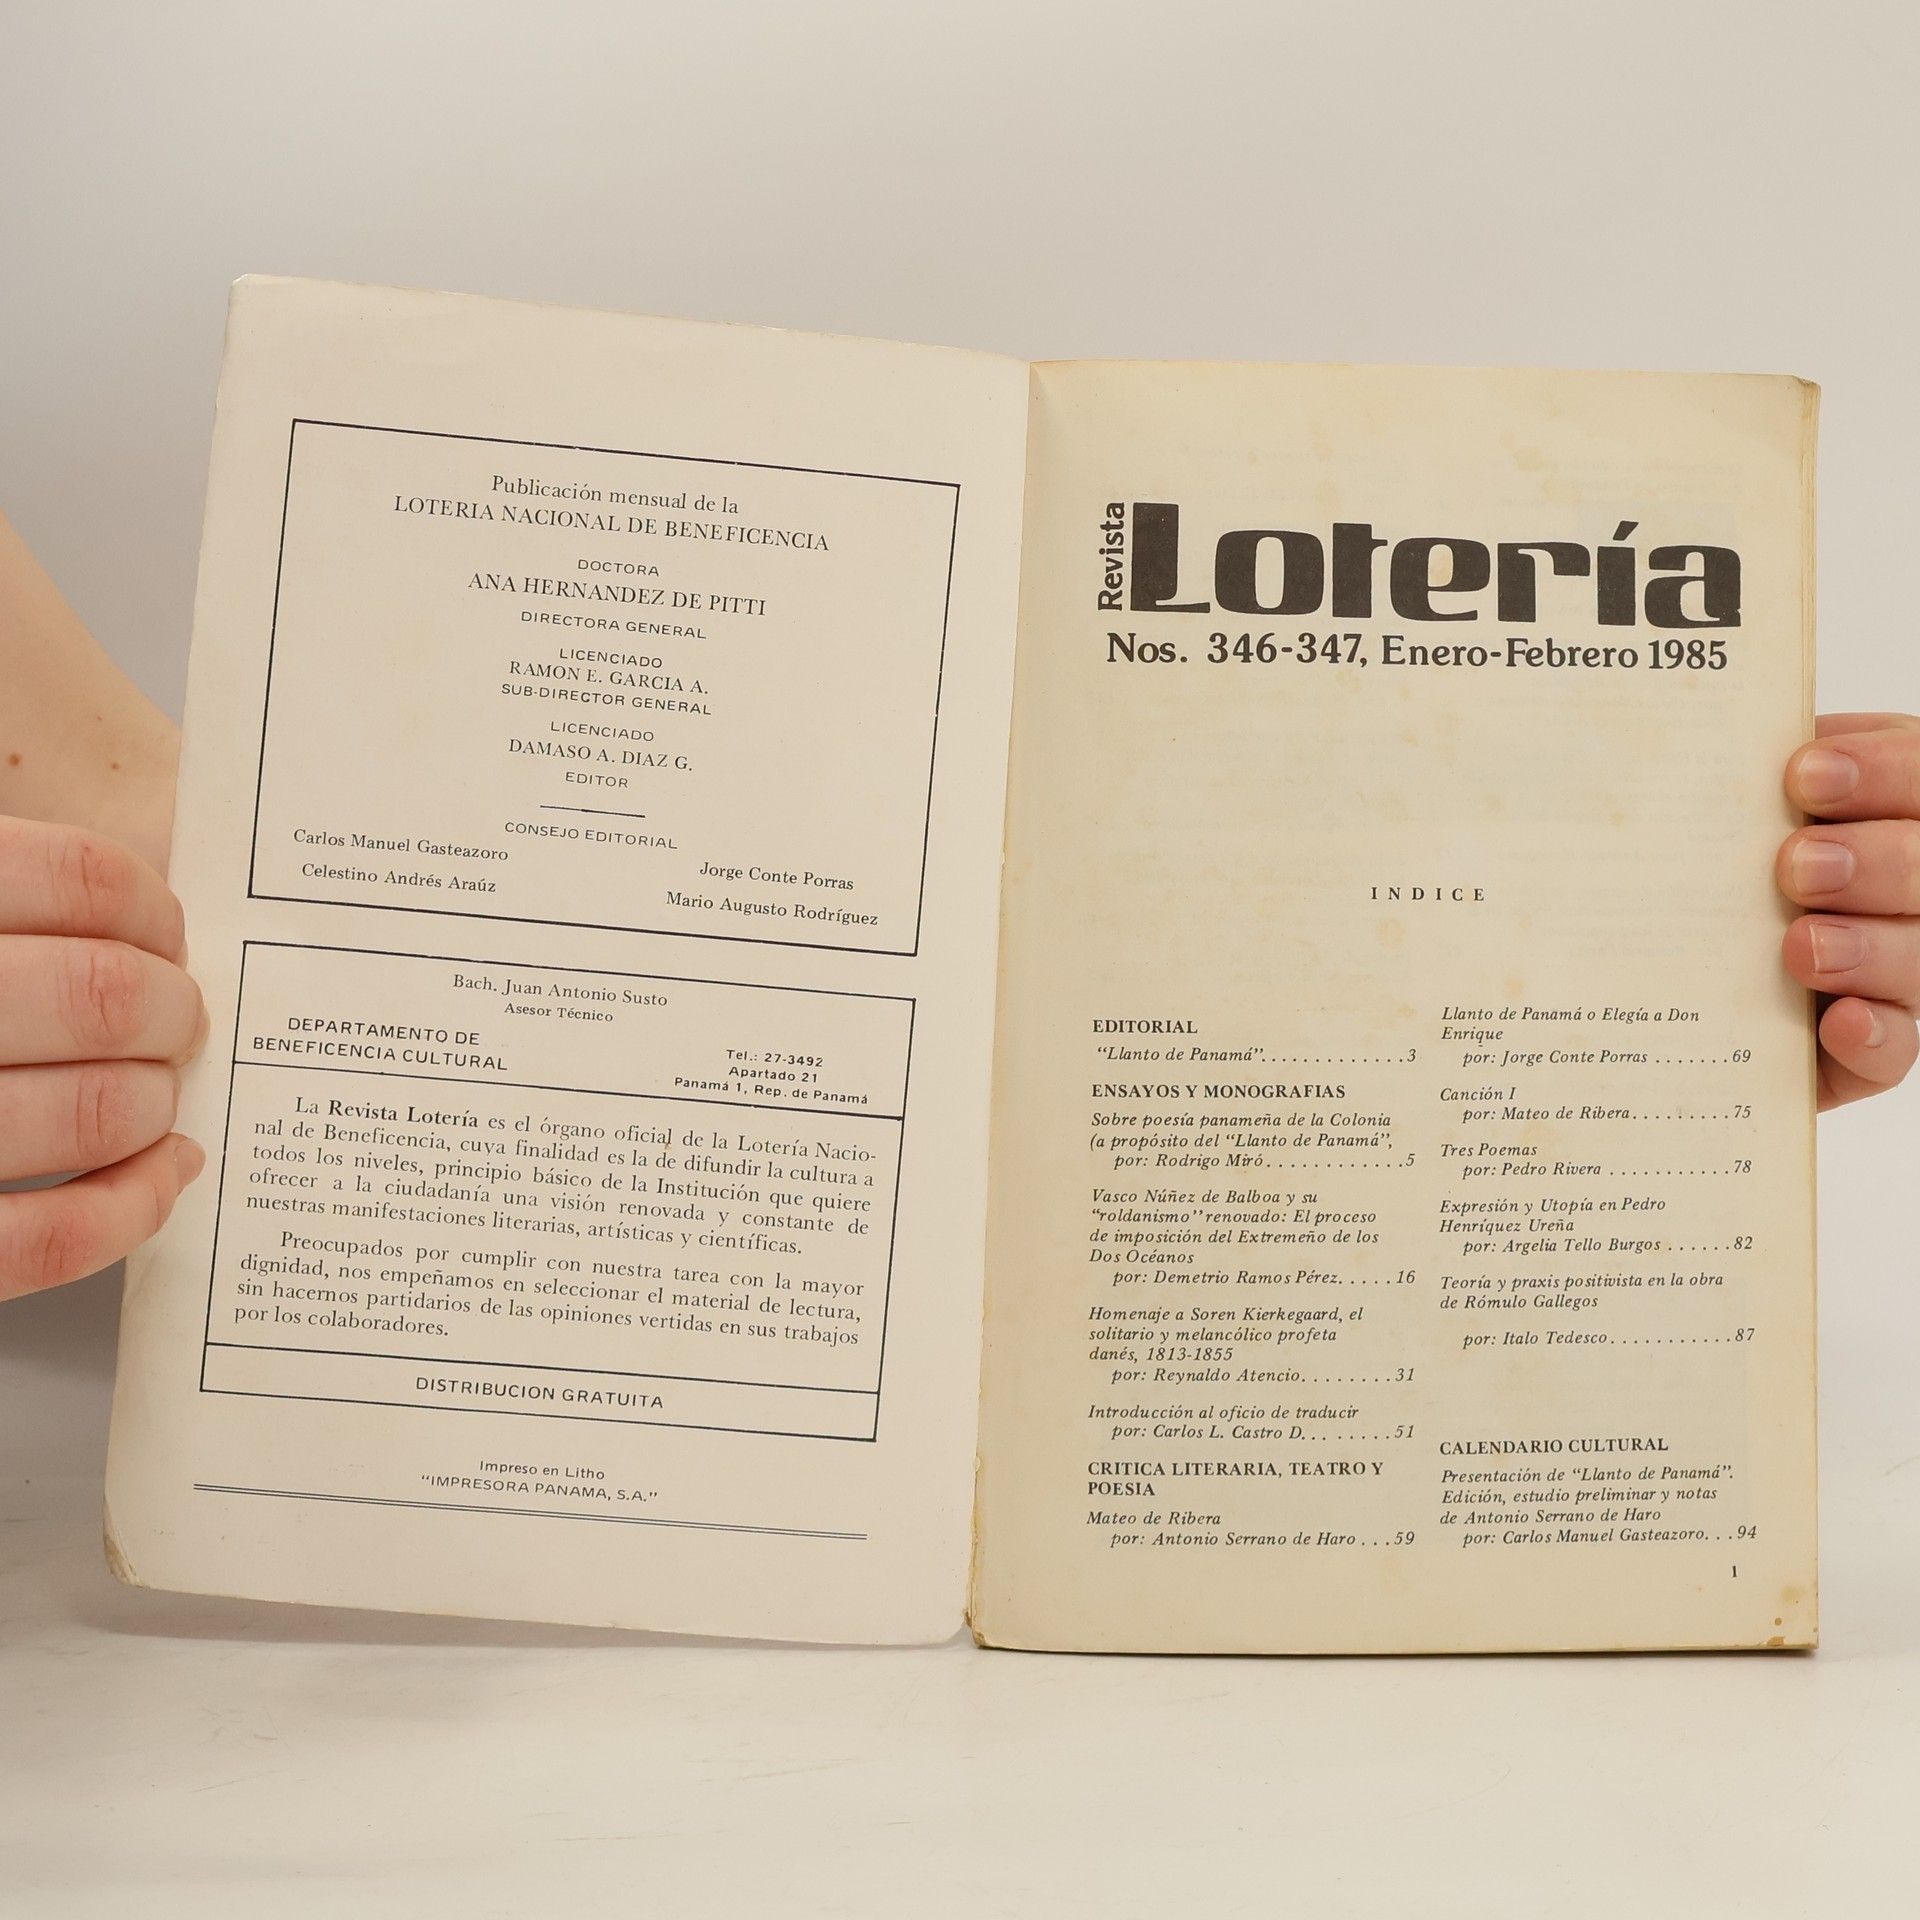 Publicación mensual de la
LOTERIA NACIONAL DE BENEFICENCIA
DOCTORA
ANA HERNANDEZ DE PITTI
DIRECTORA GENERAL
LICENCIADO
RAMON E. GARCIA A.
SUB-DIRECTOR GENERAL
LICENCIADO
DAMASO A. DIAZ G.
EDITOR
CONSEJO EDITORIAL
Carlos Manuel Gasteazoro
Jorge Conte Porras
Celestino Andrés Araúz
Mario Augusto Rodríguez
Bach. Juan Antonio Susto
Asesor Técnico
DEPARTAMENTO DE
BENEFICENCIA CULTURAL
Tel.: 27-3492
Apartado 21
Panamá 1, Rep. de Panamá
La Revista Lotería es el órgano oficial de la Lotería Nacio-
nal de Beneficencia, cuya finalidad es la de difundir la cultura a
todos los niveles, principio básico de la Institución que quiere
ofrecer a la ciudadanía una visión renovada y constante de
nuestras manifestaciones literarias, artísticas y científicas.
Preocupados por cumplir con nuestra tarea con la mayor
dignidad, nos empeñamos en seleccionar el material de lectura,
sin hacernos partidarios de las opiniones vertidas en sus trabajos
por los colaboradores.
DISTRIBUCION GRATUITA
Impreso en Litho
"IMPRESORA PANAMA, S.A."
Revista Lotería
Nos. 346-347, Enero-Febrero 1985
INDICE
EDITORIAL
"Llanto de Panamá".............3
ENSAYOS Y MONOGRAFIAS
Sobre poesía panameña de la Colonia
(a propósito del "Llanto de Panamá",
por: Rodrigo Miró............5
Vasco Núñez de Balboa y su
"roldanismo" renovado: El proceso
de imposición del Extremeño de los
Dos Océanos
por: Demetrio Ramos Pérez.....16
Homenaje a Soren Kierkegaard, el
solitario y melancólico profeta
danés, 1813-1855
por: Reynaldo Atencio........31
Introducción al oficio de traducir
por: Carlos L. Castro D........51
CRITICA LITERARIA, TEATRO Y
POESIA
Mateo de Ribera
por: Antonio Serrano de Haro...59
Llanto de Panamá o Elegía a Don
Enrique
por: Jorge Conte Porras.......69
Canción I
por: Mateo de Ribera.........75
Tres Poemas
por: Pedro Rivera...........78
Expresión y Utopía en Pedro
Henríquez Ureña
por: Argelia Tello Burgos......82
Teoría y praxis positivista en la obra
de Rómulo Gallegos
por: Italo Tedesco...........87
CALENDARIO CULTURAL
Presentación de "Llanto de Panamá".
Edición, estudio preliminar y notas
de Antonio Serrano de Haro
por: Carlos Manuel Gasteazoro...94
1